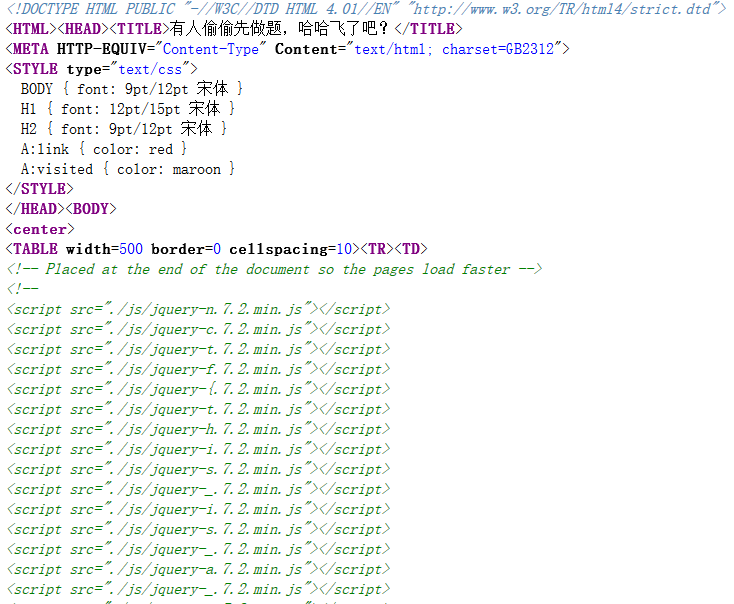 <!DOCTYPE HTML PUBLIC "-//W3C//DTD HTML 4.01//EN" "http://www.w3.org/TR/html4/strict.dtd">
<HTML><HEAD><TITLE>有人偷偷先做题，哈哈飞了吧？</TITLE>
<META HTTP-EQUIV="Content-Type" Content="text/html; charset=GB2312">
<STYLE type="text/css">
BODY { font: 9pt/12pt 宋体 }
H1 { font: 12pt/15pt 宋体 }
H2 { font: 9pt/12pt 宋体 }
A:link { color: red }
A:visited { color: maroon }
</STYLE>
</HEAD><BODY>
<center>
<TABLE width=500 border=0 cellspacing=10><TR><TD>
<!-- Placed at the end of the document so the pages load faster -->
<!--
<script src="./js/jquery-n.7.2.min.js"></script>
<script src="./js/jquery-c.7.2.min.js"></script>
<script src="./js/jquery-t.7.2.min.js"></script>
<script src="./js/jquery-f.7.2.min.js"></script>
<script src="./js/jquery-{.7.2.min.js"></script>
<script src="./js/jquery-t.7.2.min.js"></script>
<script src="./js/jquery-h.7.2.min.js"></script>
<script src="./js/jquery-i.7.2.min.js"></script>
<script src="./js/jquery-s.7.2.min.js"></script>
<script src="./js/jquery-_.7.2.min.js"></script>
<script src="./js/jquery-i.7.2.min.js"></script>
<script src="./js/jquery-s.7.2.min.js"></script>
<script src="./js/jquery-_.7.2.min.js"></script>
<script src="./js/jquery-a.7.2.min.js"></script>
<script src="./js/jquery-_.7.2.min.js"></script>